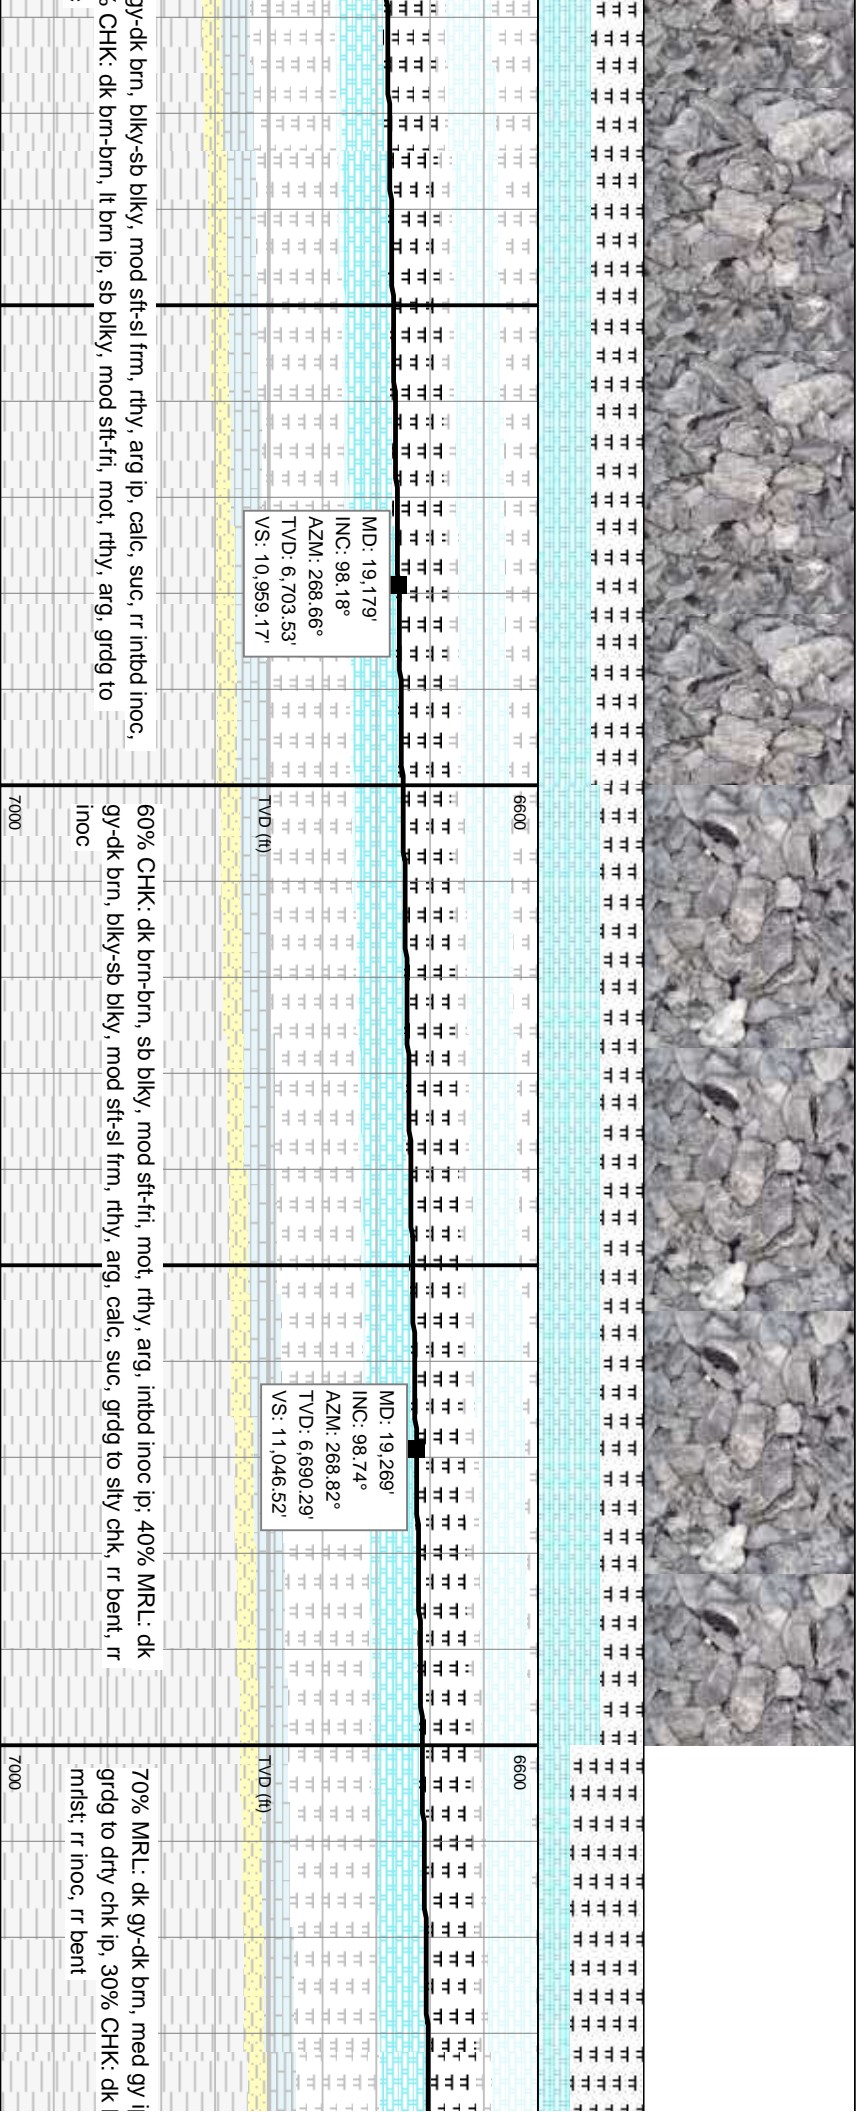 gy-dk brn, blky-sb blky, mod sft-sl frm, rthy, arg ip, calc, suc, rr intbd inoc,
% CHK: dk brn-brn, lt brn ip, sb blky, mod sft-fri, mot, rthy, arg, grdg to
MD: 19,179'
INC: 98.18°
AZM: 268.66°
TVD: 6,703.53'
VS: 10,959.17'
6600
TVD (ft)
7000
60% CHK: dk brn-brn, sb blky, mod sft-fri, mot, rthy, arg, intbd inoc ip; 40% MRL: dk
gy-dk brn, blky-sb blky, mod sft-sl frm, rthy, arg, calc, suc, grdg to slty chk, rr bent, rr
inoc
MD: 19,269'
INC: 98.74°
AZM: 268.82°
TVD: 6,690.29'
VS: 11,046.52'
6600
TVD (ft)
7000
70% MRL: dk gy-dk brn, med gy i
grdg to drty chk ip, 30% CHK: dk
mrlst; rr inoc, rr bent